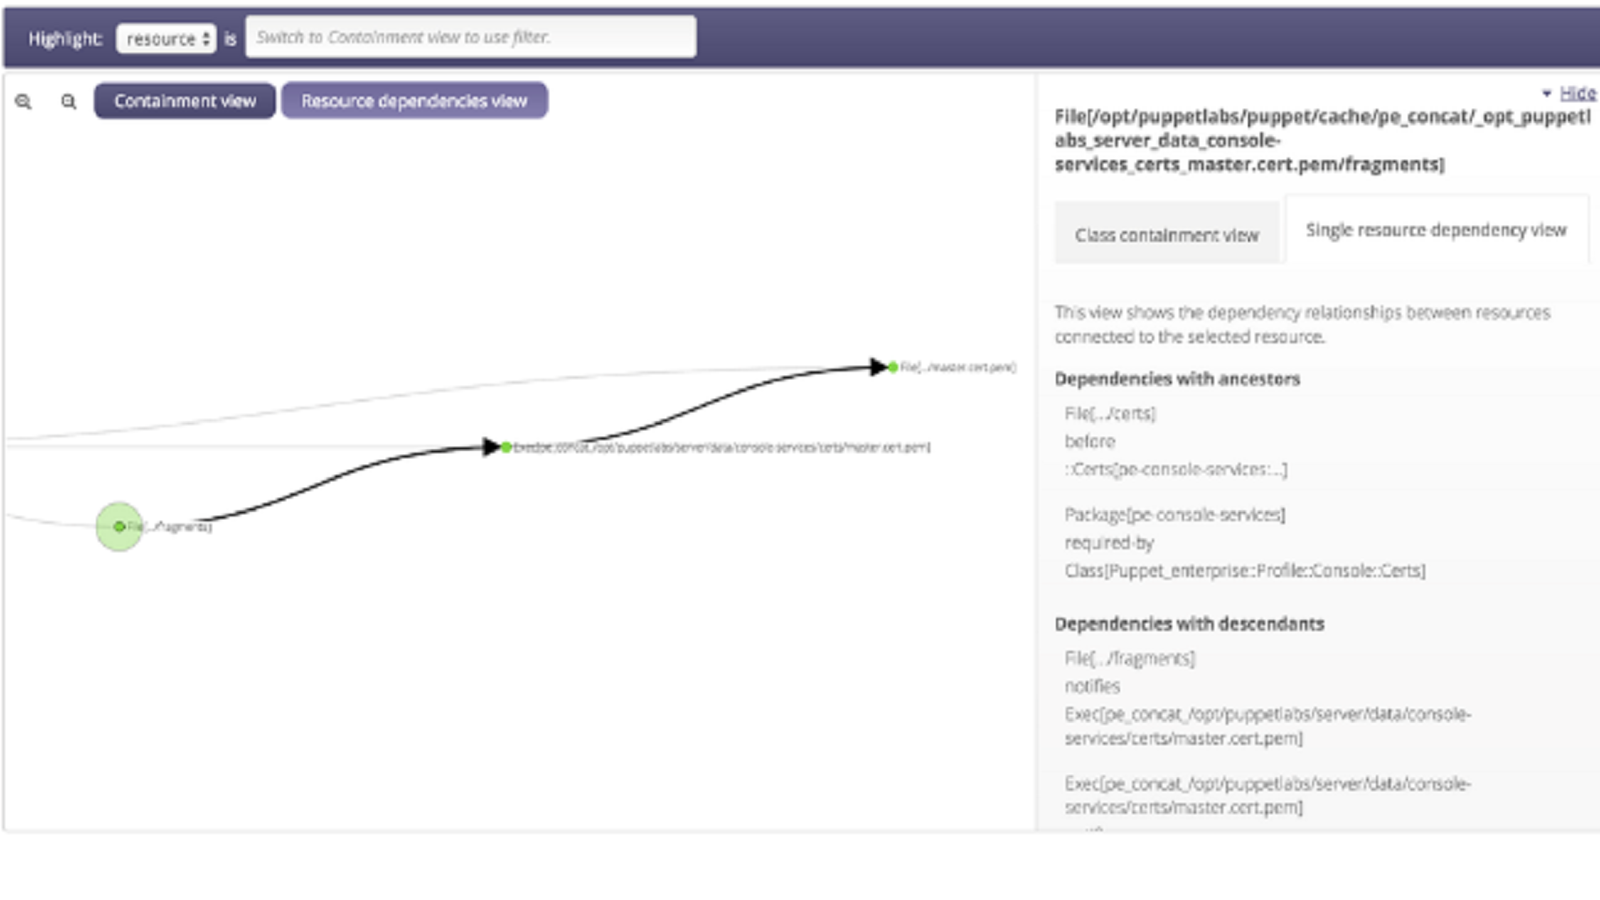 Highlight: resource is Switch to Containment view to use filter.
Containment view Resource dependencies view
Hide
File[/opt/puppetlabs/puppet/cache/pe_concat/_opt_puppetl
abs_server_data_console-
services_certs_master.cert.pem/fragments]
Class containment view Single resource dependency view
This view shows the dependency relationships between resources
connected to the selected resource.
Dependencies with ancestors
File[.../certs]
before
::Certs[pe-console-services:...]
Package[pe-console-services]
required-by
Class[Puppet_enterprise::Profile::Console::Certs]
Dependencies with descendants
File[.../fragments]
notifies
Exec[pe_concat_/opt/puppetlabs/server/data/console-
services/certs/master.cert.pem]
Exec[pe_concat_/opt/puppetlabs/server/data/console-
services/certs/master.cert.pem]
File[.../master.cert.pem]
Exec[pe_concat_/opt/puppetlabs/server/data/console-services/certs/master.cert.pem]
File[.../fragments]